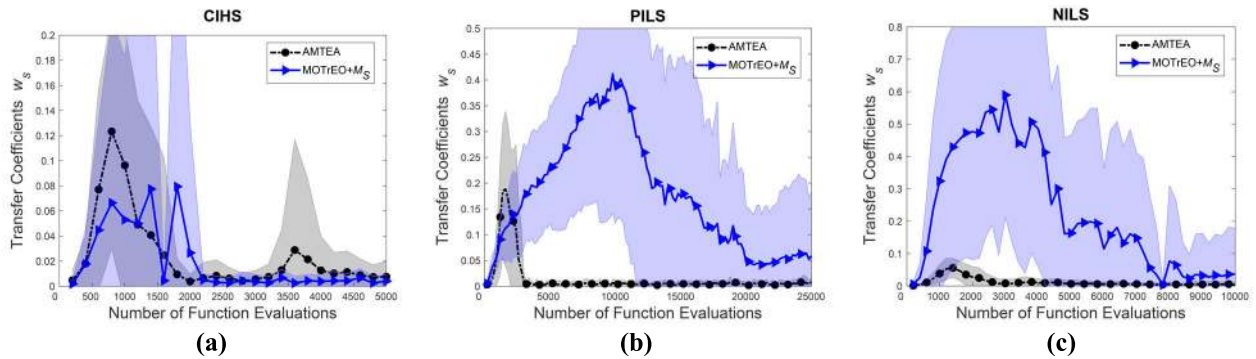 CIHS
AMTEA
MOTrEO+M_S
Transfer Coefficients w_s
0.2
0.18
0.16
0.14
0.12
0.1
0.08
0.06
0.04
0.02
0
0 500 1000 1500 2000 2500 3000 3500 4000 4500 5000
Number of Function Evaluations
(a)
PILS
AMTEA
MOTrEO+M_S
Transfer Coefficients w_s
0.5
0.45
0.4
0.35
0.3
0.25
0.2
0.15
0.1
0.05
0
0 5000 10000 15000 20000 25000
Number of Function Evaluations
(b)
NILS
AMTEA
MOTrEO+M_S
Transfer Coefficients w_s
0.8
0.7
0.6
0.5
0.4
0.3
0.2
0.1
0
0 1000 2000 3000 4000 5000 6000 7000 8000 9000 10000
Number of Function Evaluations
(c)